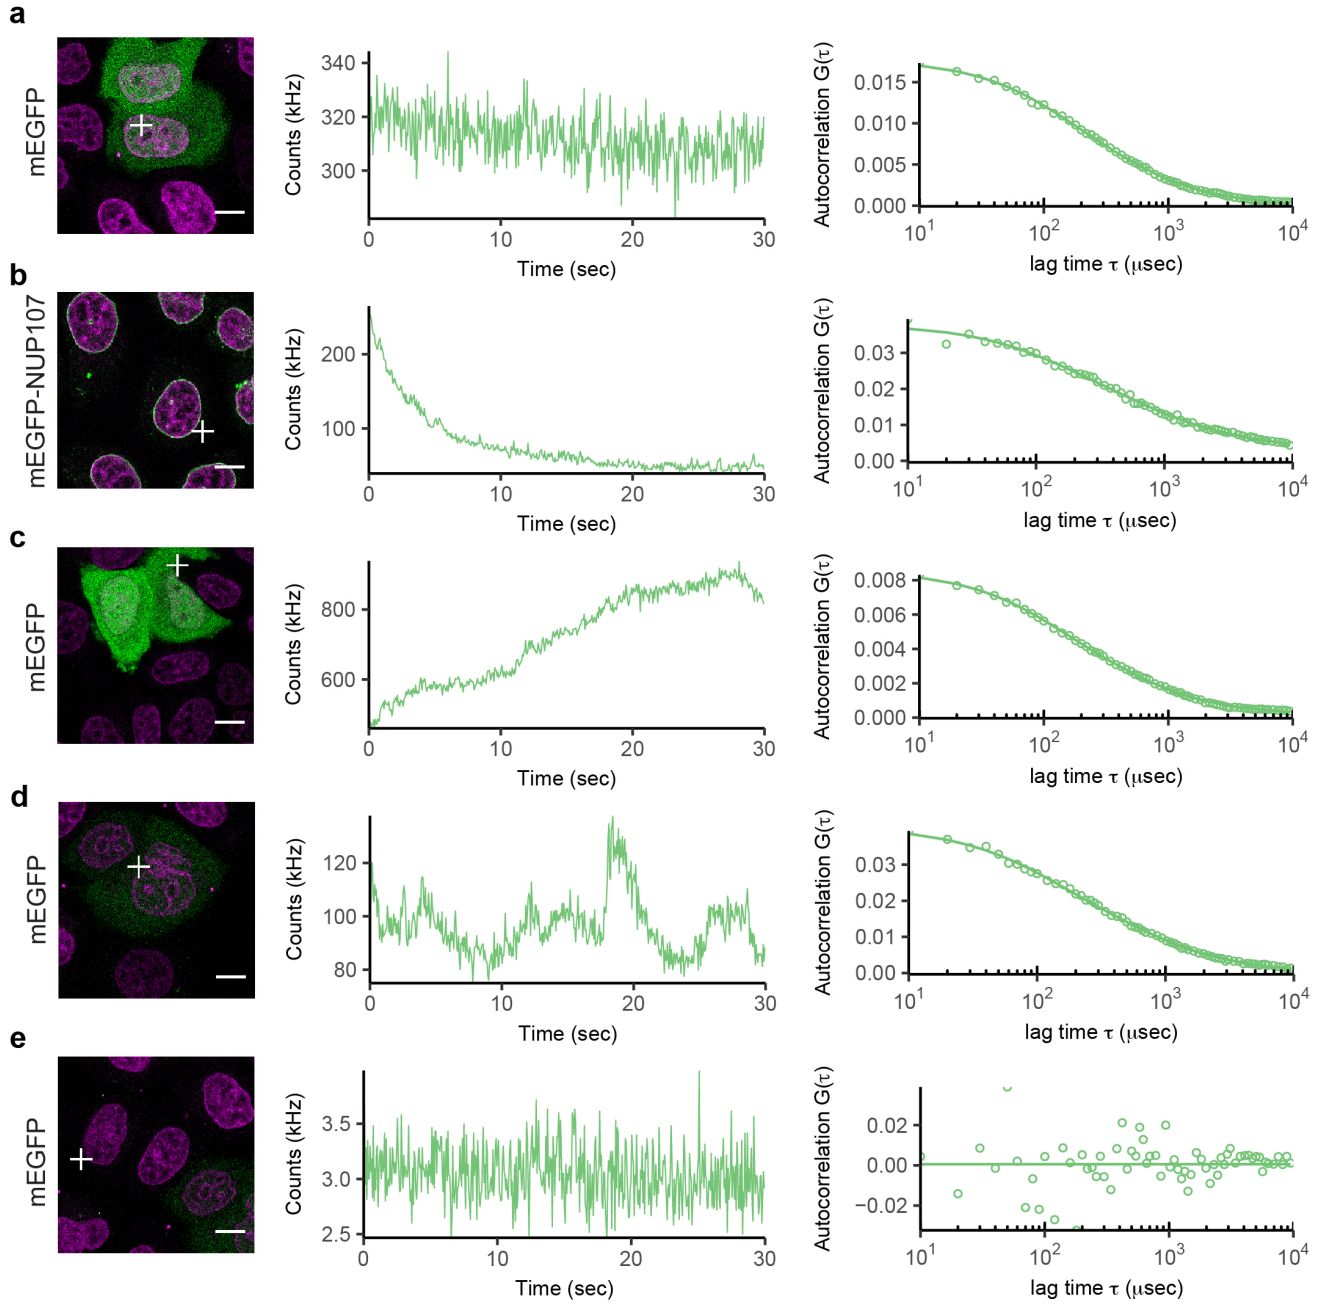 a
mEGFP
Counts (kHz)
340
320
300
0
10
20
30
Time (sec)
Autocorrelation G(τ)
0.015
0.010
0.005
0.000
10¹
10²
10³
10⁴
lag time τ (μsec)
b
mEGFP-NUP107
Counts (kHz)
200
100
0
10
20
30
Time (sec)
Autocorrelation G(τ)
0.03
0.02
0.01
0.00
10¹
10²
10³
10⁴
lag time τ (μsec)
c
mEGFP
Counts (kHz)
800
600
0
10
20
30
Time (sec)
Autocorrelation G(τ)
0.008
0.006
0.004
0.002
0.000
10¹
10²
10³
10⁴
lag time τ (μsec)
d
mEGFP
Counts (kHz)
120
100
80
0
10
20
30
Time (sec)
Autocorrelation G(τ)
0.03
0.02
0.01
0.00
10¹
10²
10³
10⁴
lag time τ (μsec)
e
mEGFP
Counts (kHz)
3.5
3.0
2.5
0
10
20
30
Time (sec)
Autocorrelation G(τ)
0.02
0.00
−0.02
10¹
10²
10³
10⁴
lag time τ (μsec)